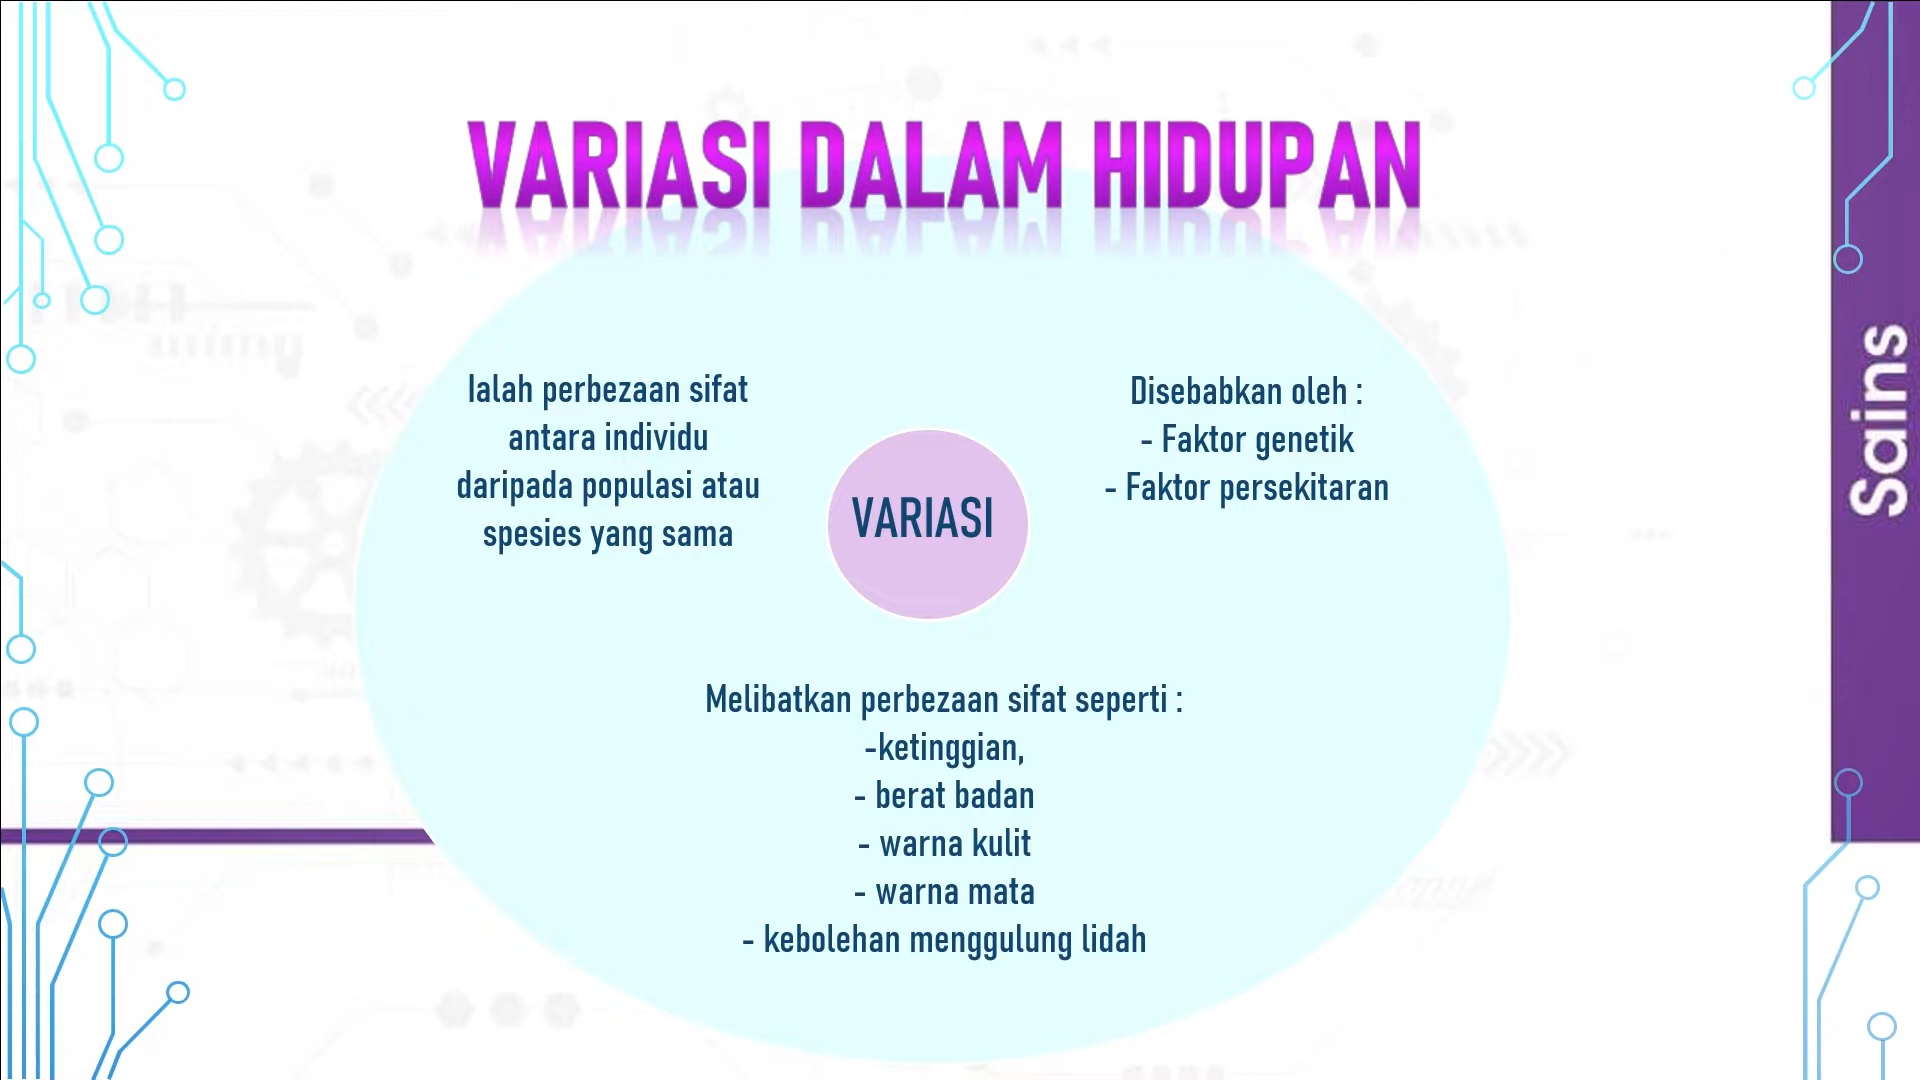 VARIASI DALAM HIDUPAN
Ialah perbezaan sifat
antara individu
daripada populasi atau
spesies yang sama
VARIASI
Disebabkan oleh :
- Faktor genetik
- Faktor persekitaran
Melibatkan perbezaan sifat seperti :
-ketinggian,
- berat badan
- warna kulit
- warna mata
- kebolehan menggulung lidah
Sains